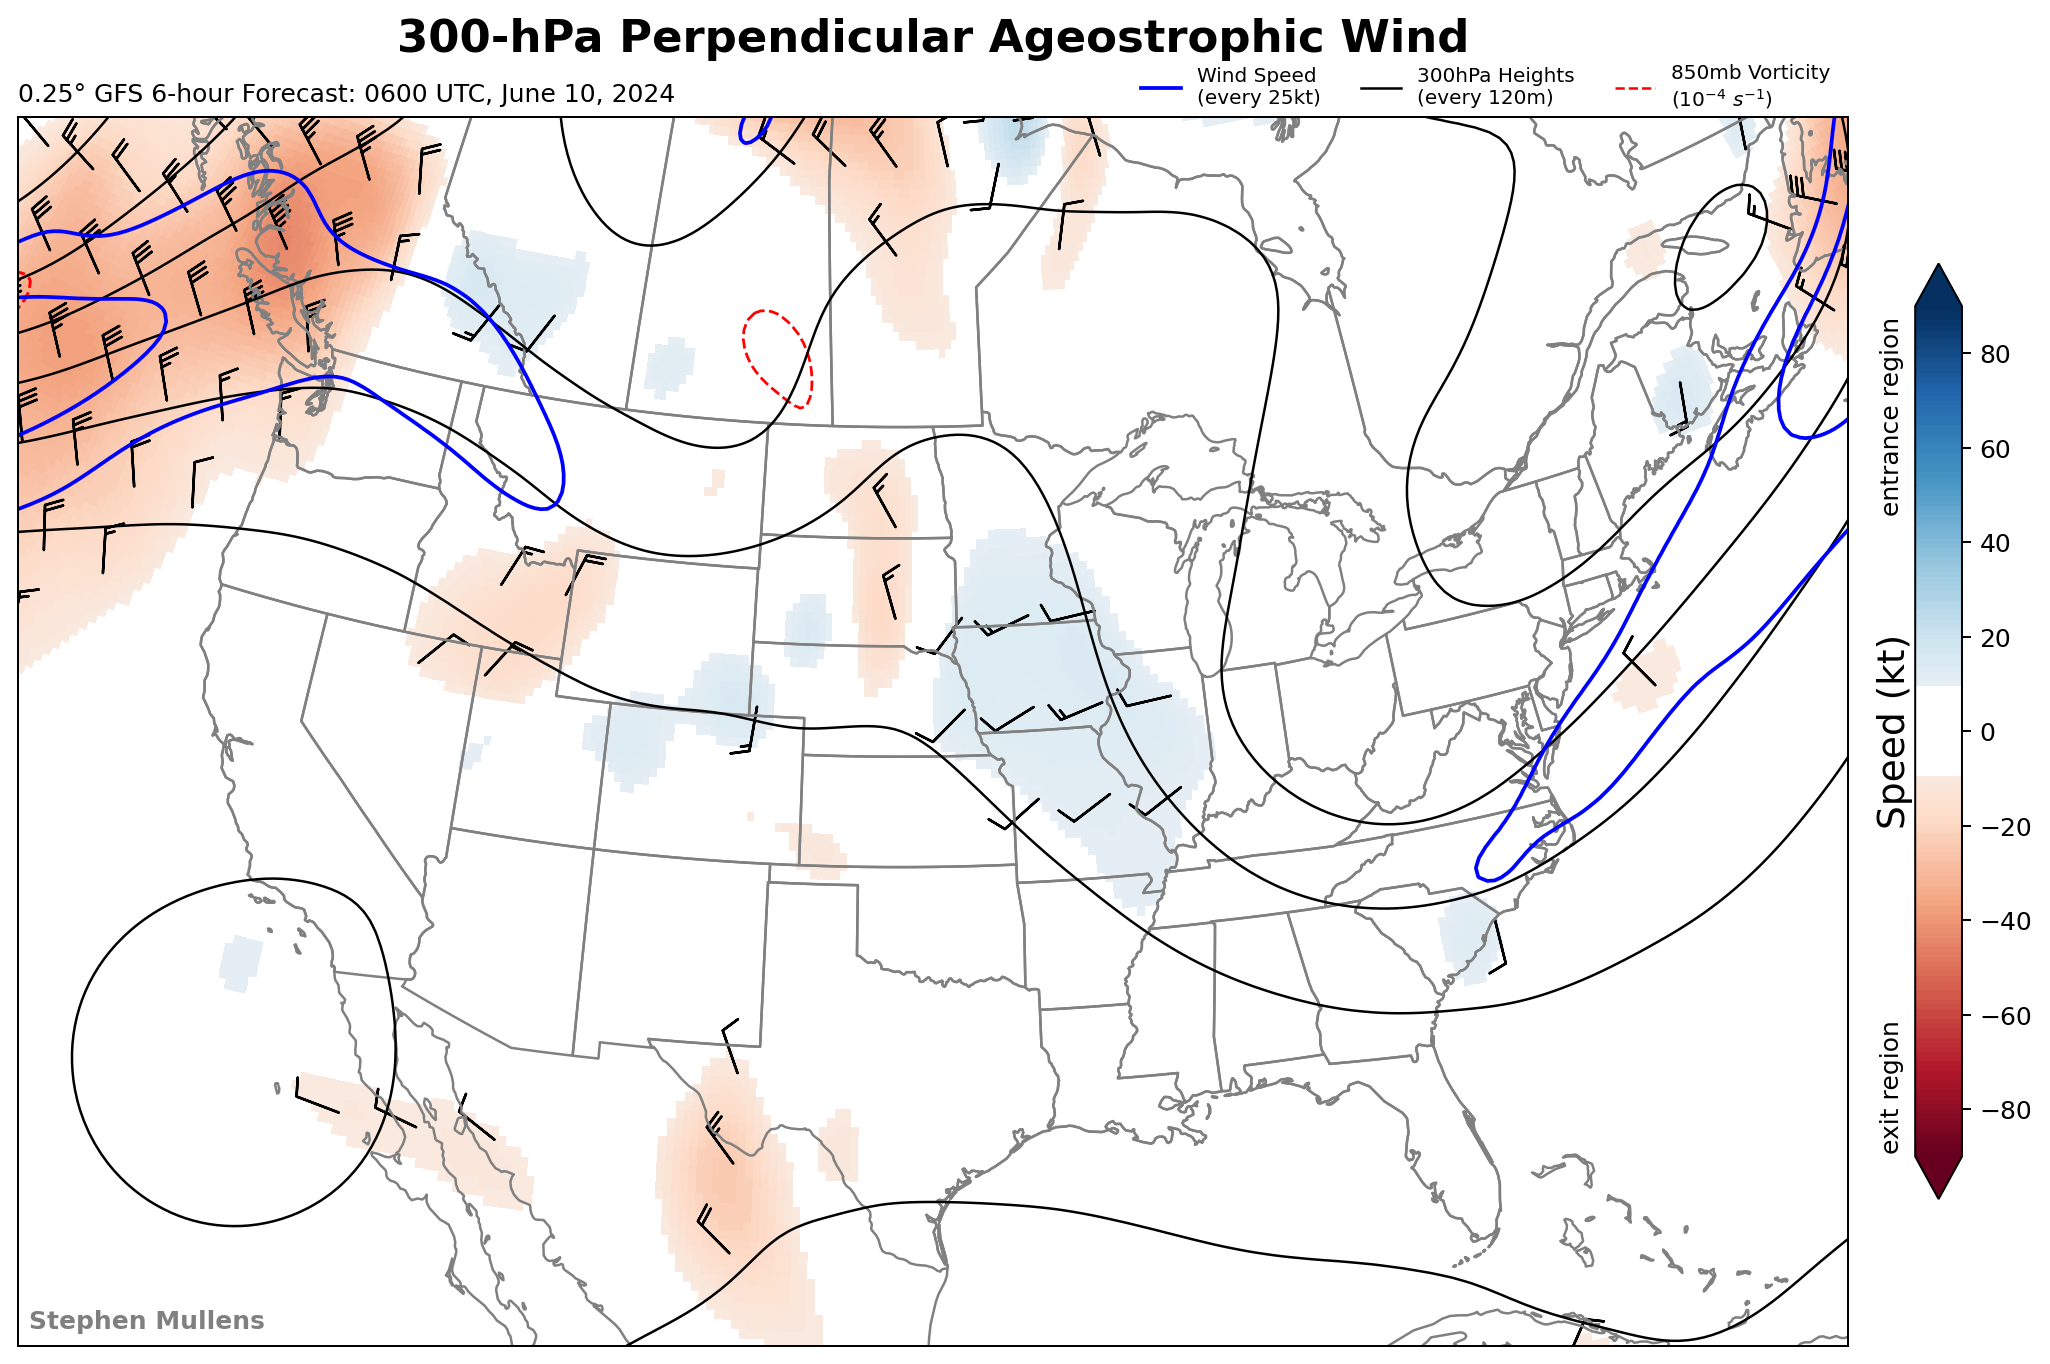 300-hPa Perpendicular Ageostrophic Wind
0.25° GFS 6-hour Forecast: 0600 UTC, June 10, 2024
Wind Speed
(every 25kt)
300hPa Heights
(every 120m)
850mb Vorticity
(10⁻⁴ s⁻¹)
entrance region
exit region
Speed (kt)
80
60
40
20
0
−20
−40
−60
−80
Stephen Mullens